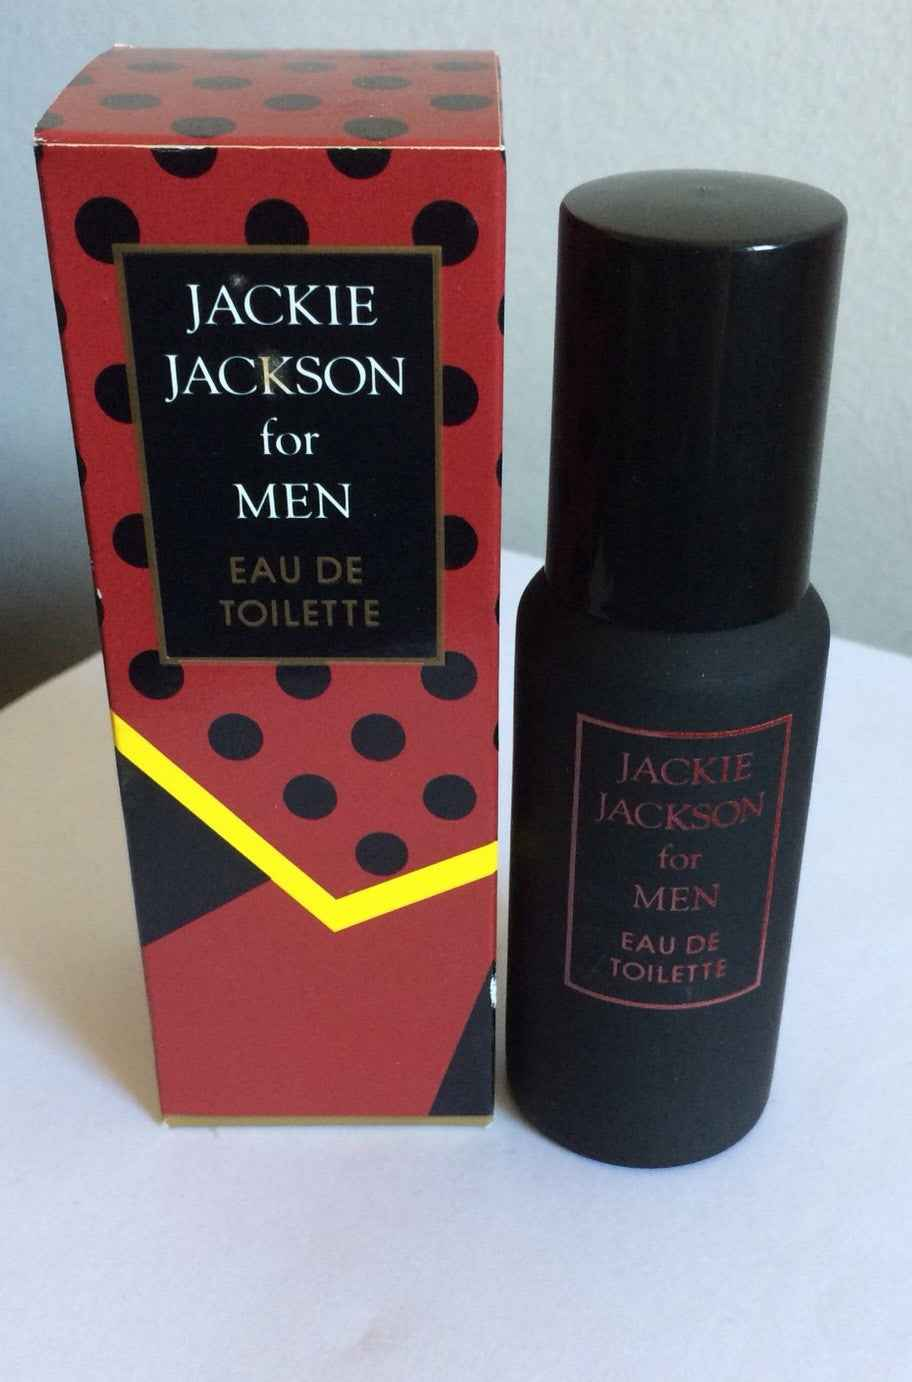 JACKIE
JACKSON
for
MEN
EAU DE
TOILETTE
JACKIE
JACKSON
for
MEN
EAU DE
TOILETTE